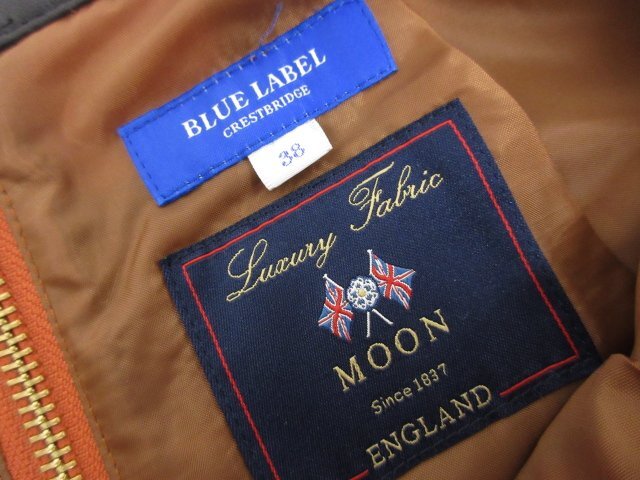 BLUE LABEL
CRESTBRIDGE
38
Luxury Fabric
MOON
Since 1837
ENGLAND